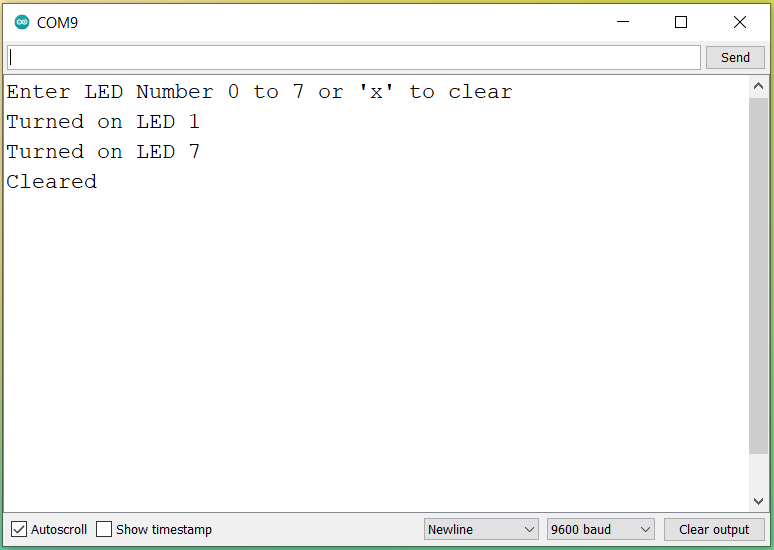 COM9
Send
Enter LED Number 0 to 7 or 'x' to clear
Turned on LED 1
Turned on LED 7
Cleared
Autoscroll Show timestamp Newline 9600 baud Clear output